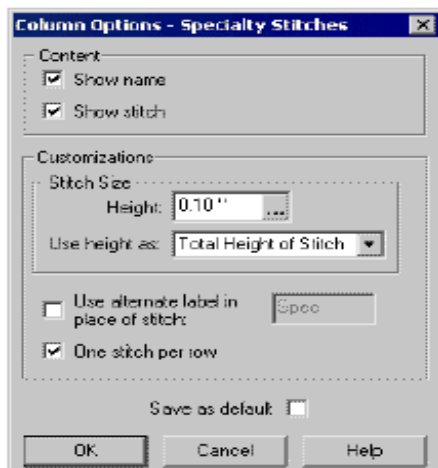 Column Options - Specialty Stitches
Content
Show name
Show stitch
Customizations
Stitch Size
Height: 0.10 " ...
Use height as: Total Height of Stitch
Use alternate label in
place of stitch: Spec
One stitch per row
Save as default
OK Cancel Help